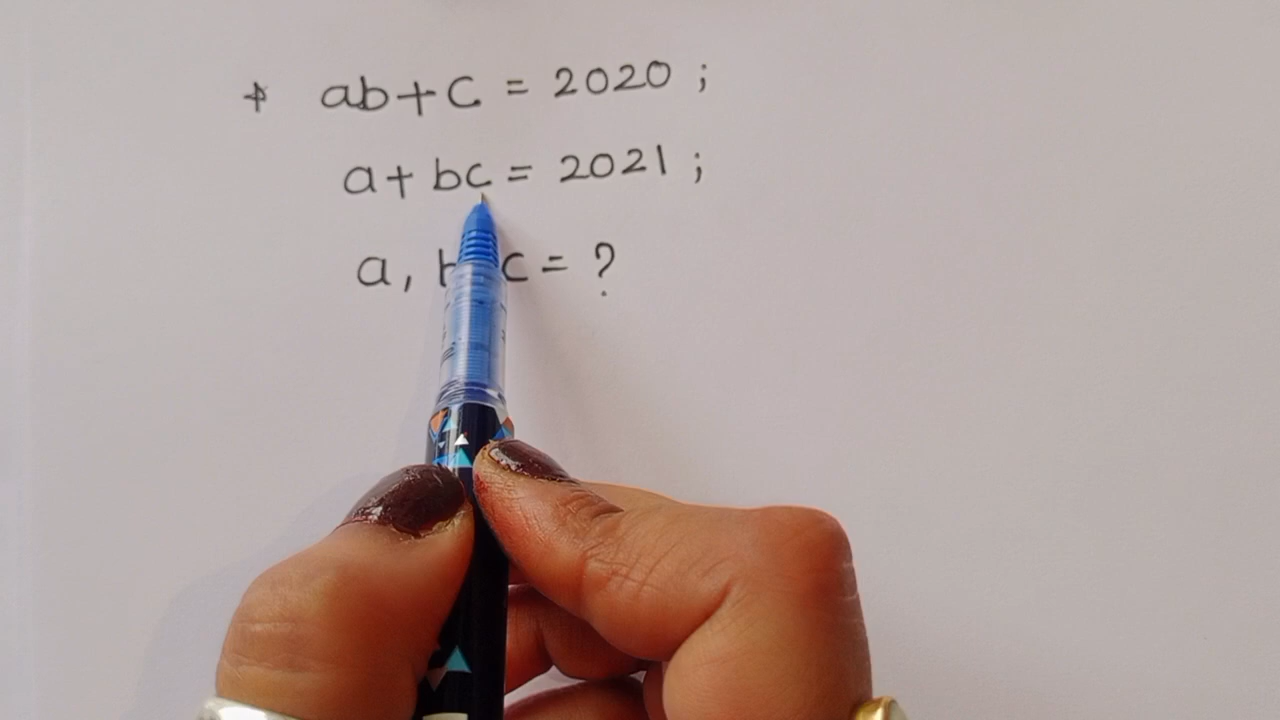 * ab+c = 2020 ;
a+ bc = 2021 ;
a, b, c = ?